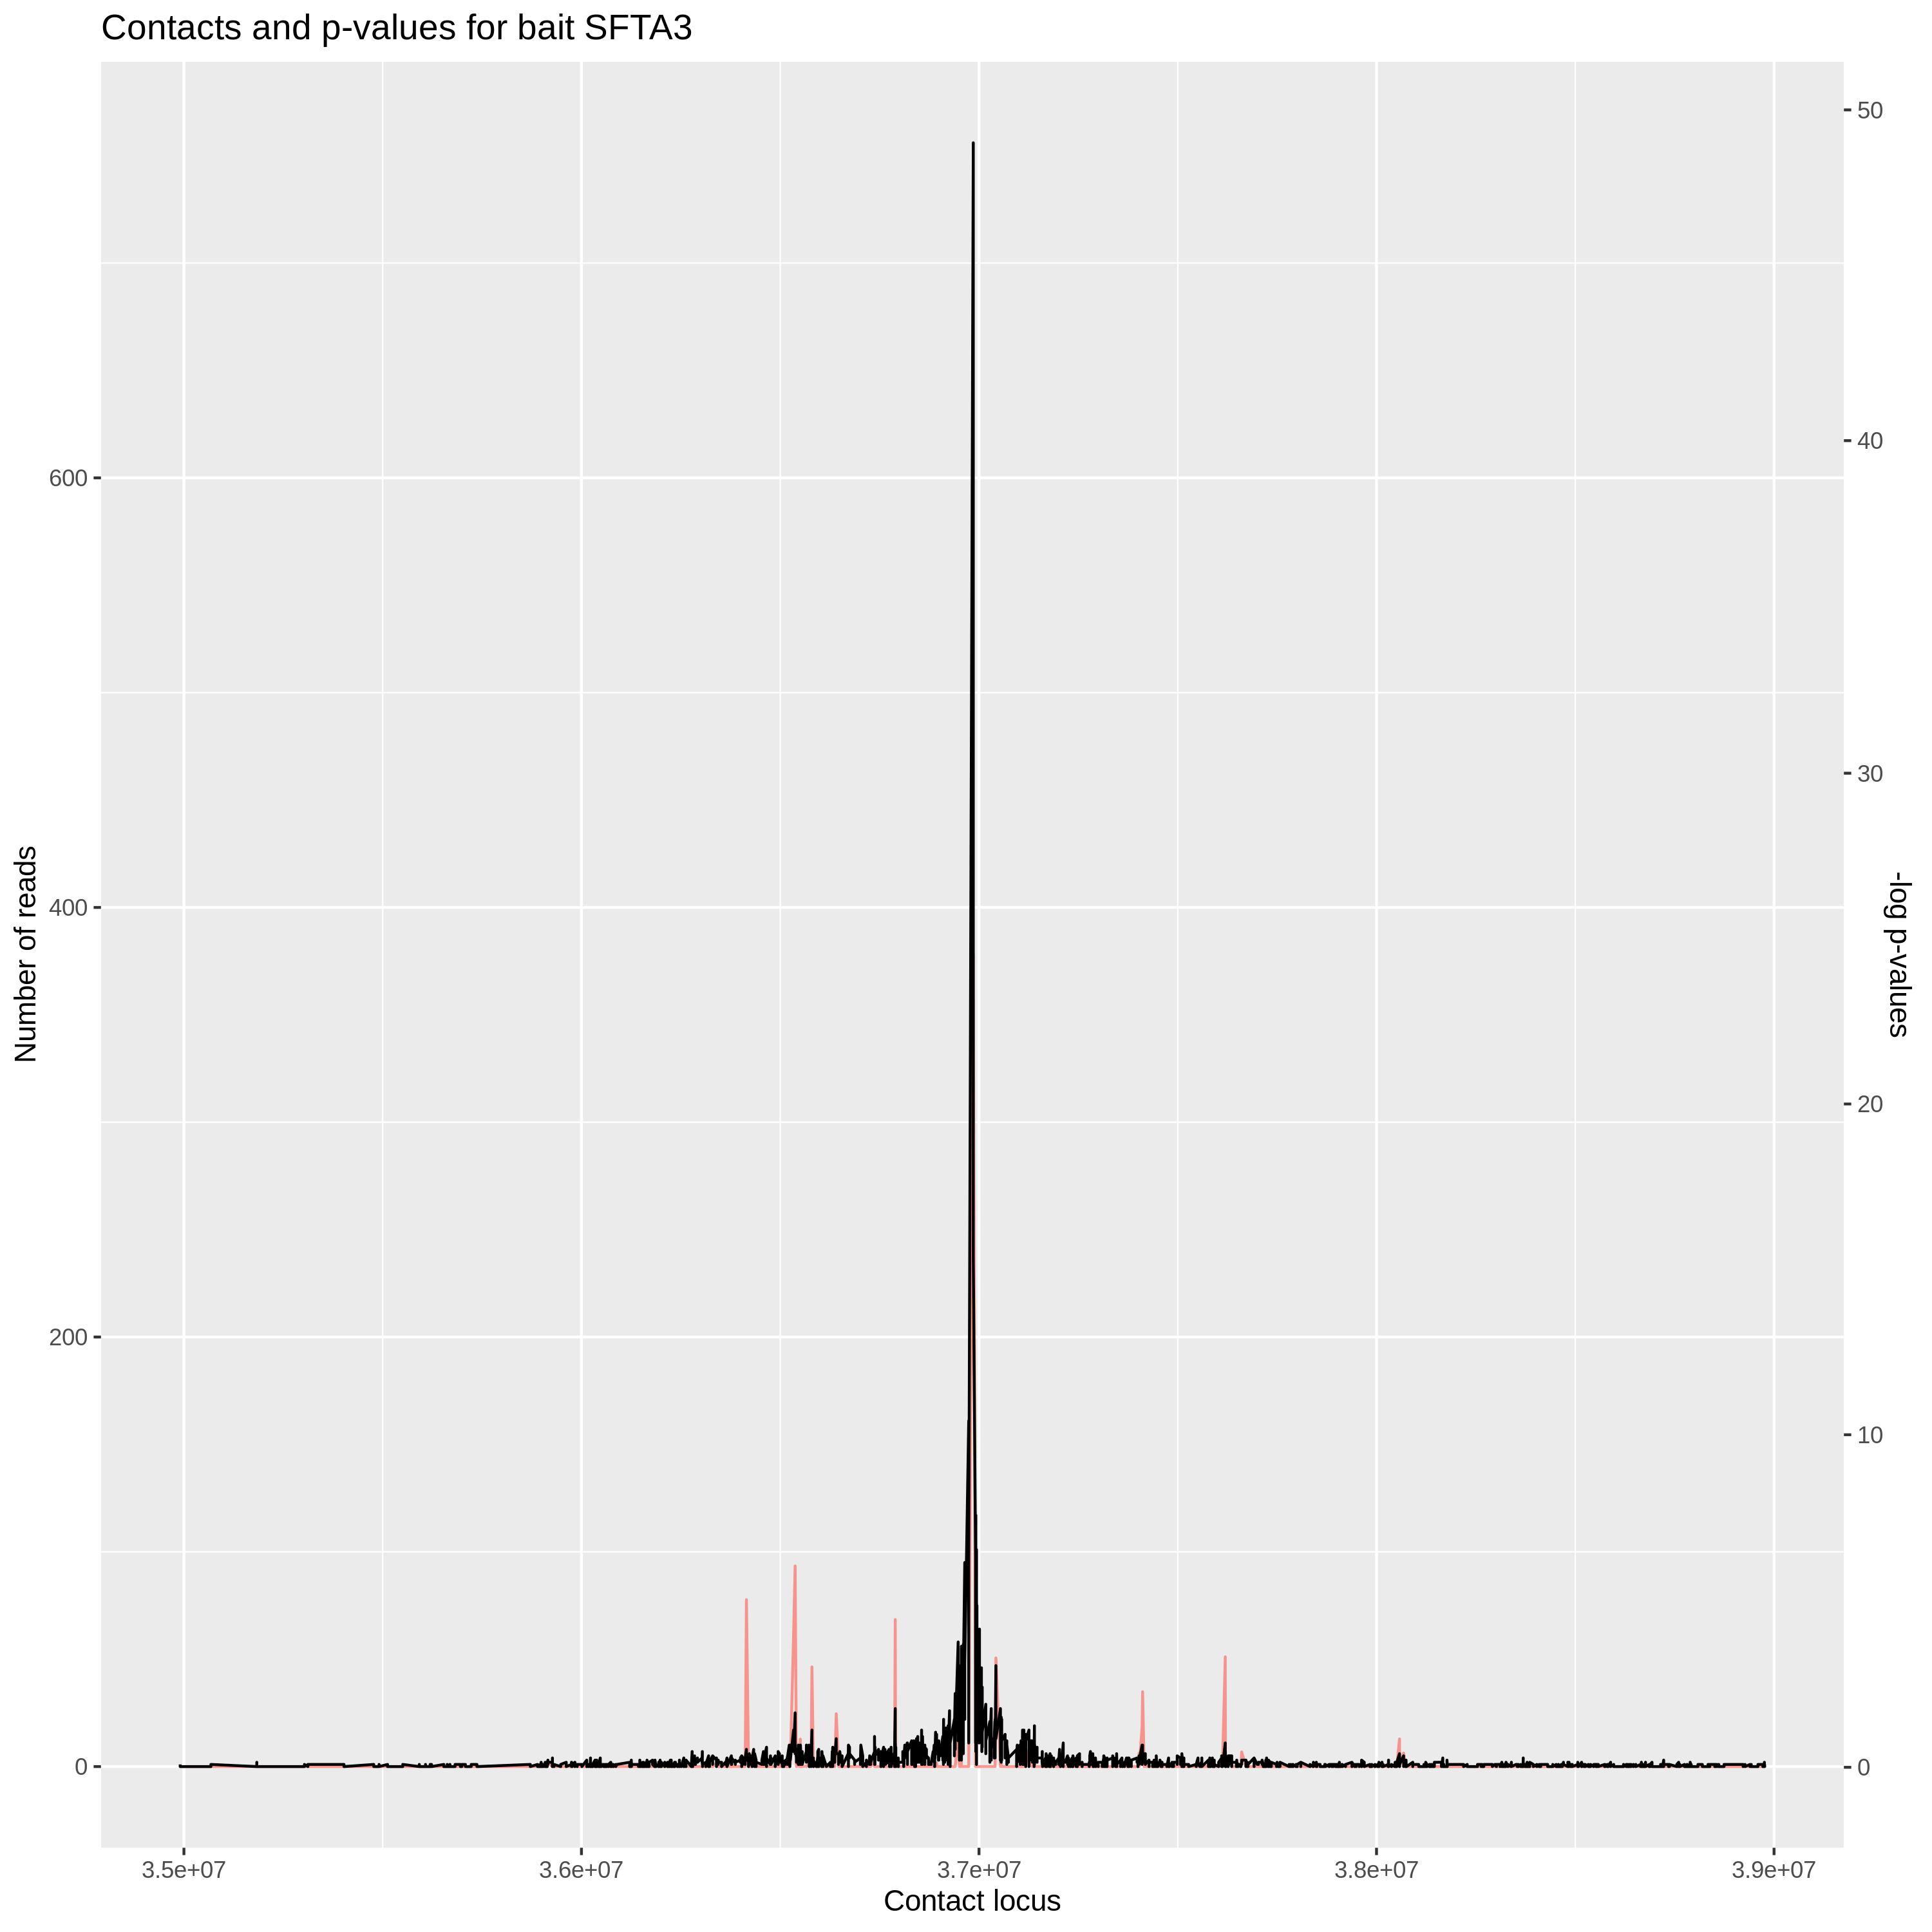 Contacts and p-values for bait SFTA3
50
40
600
30
Number of reads
400
-log p-values
20
200
10
0
0
3.5e+07
3.6e+07
3.7e+07
3.8e+07
3.9e+07
Contact locus